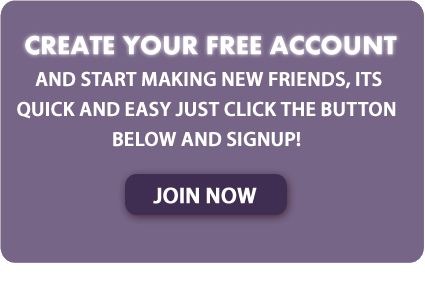 CREATE YOUR FREE ACCOUNT
AND START MAKING NEW FRIENDS, ITS
QUICK AND EASY JUST CLICK THE BUTTON
BELOW AND SIGNUP!
JOIN NOW